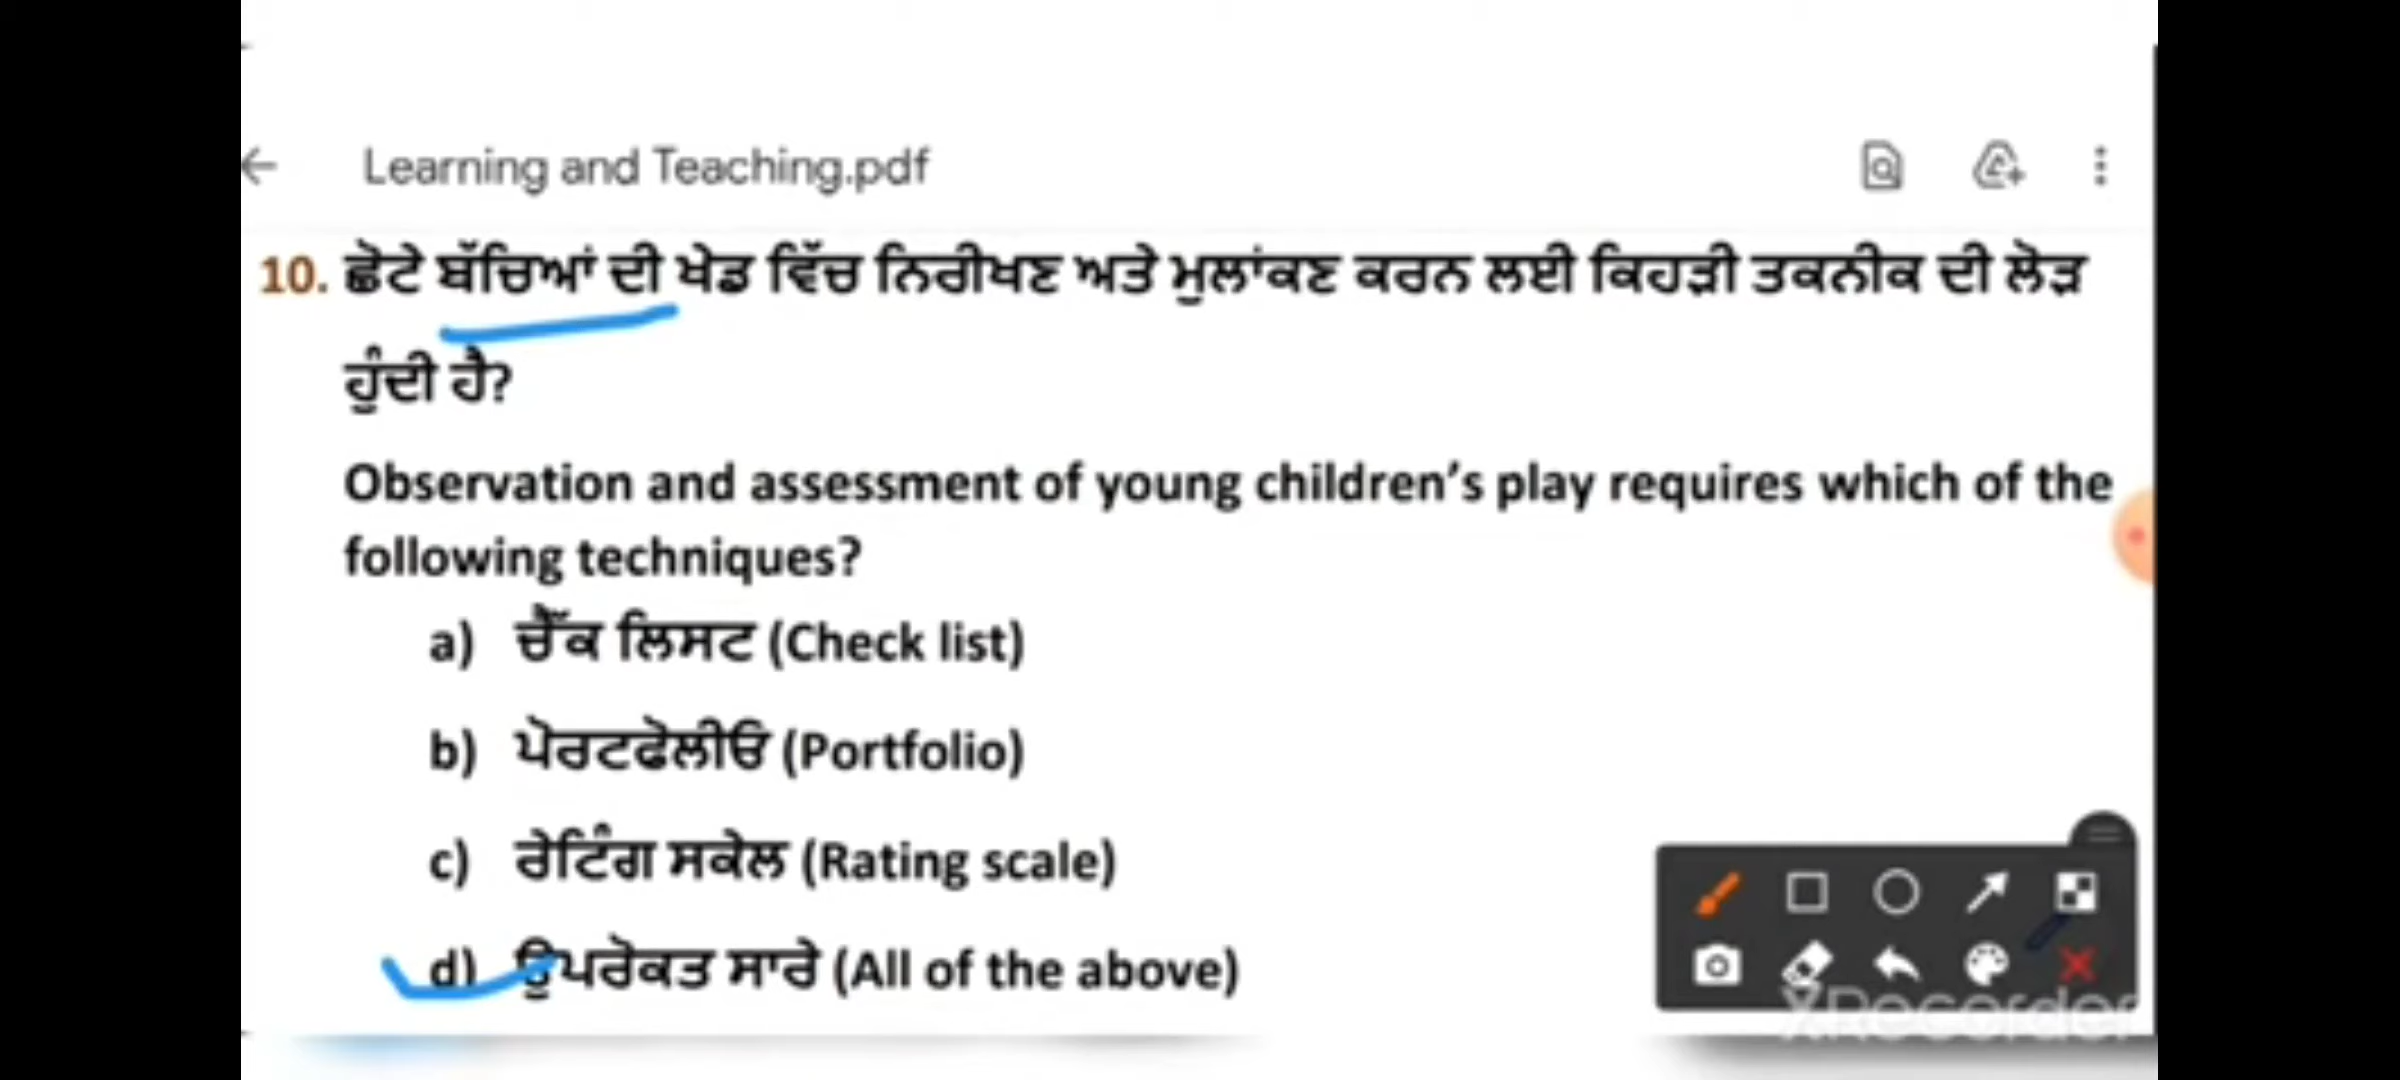 Learning and Teaching.pdf
10. ਛੋਟੇ ਬੱਚਿਆਂ ਦੀ ਖੇਡ ਵਿੱਚ ਨਿਰੀਖਣ ਅਤੇ ਮੁਲਾਂਕਣ ਕਰਨ ਲਈ ਕਿਹੜੀ ਤਕਨੀਕ ਦੀ ਲੋੜ
ਹੁੰਦੀ ਹੈ?
Observation and assessment of young children's play requires which of the
following techniques?
a) ਚੈੱਕ ਲਿਸਟ (Check list)
b) ਪੋਰਟਫੋਲੀਓ (Portfolio)
c) ਰੇਟਿੰਗ ਸਕੇਲ (Rating scale)
d) ਉਪਰੋਕਤ ਸਾਰੇ (All of the above)
XRecorder